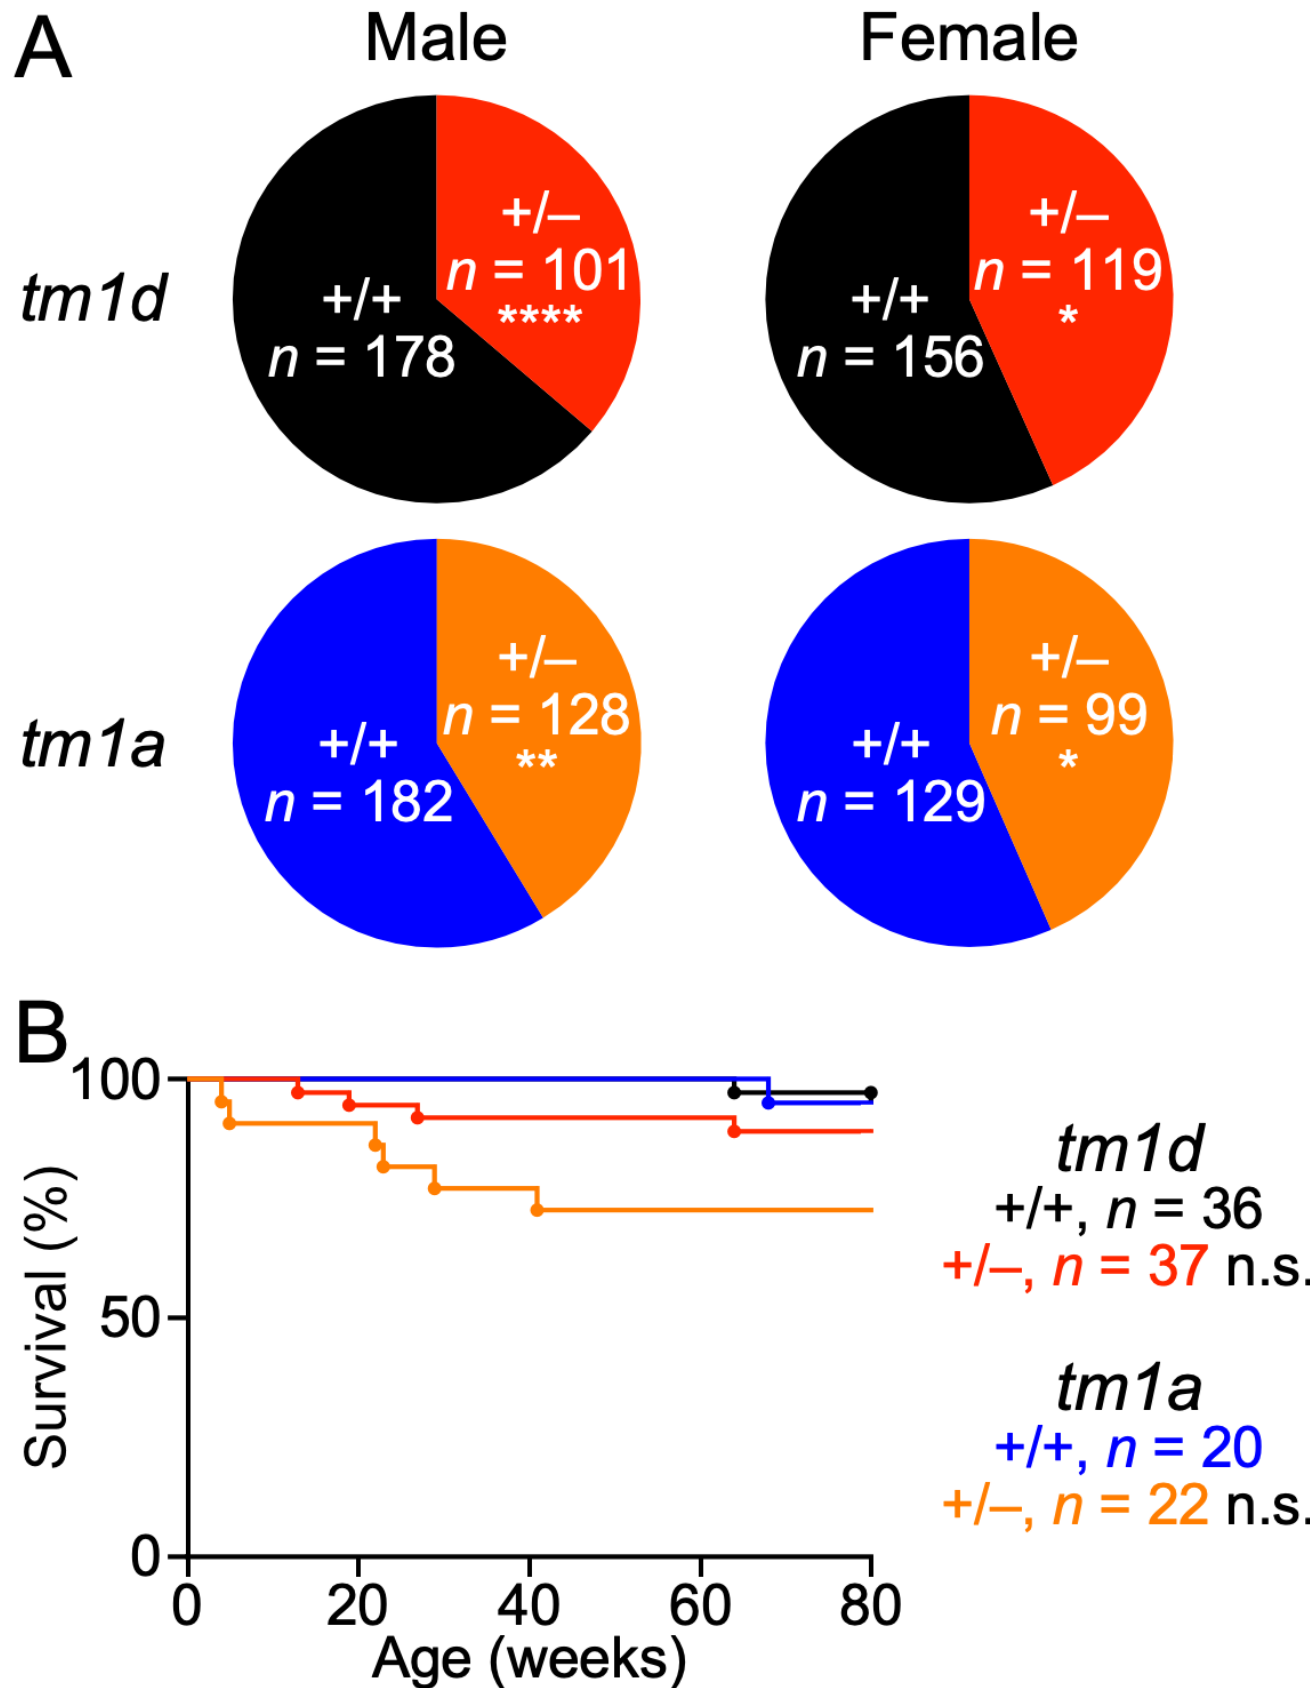 A
Male
Female
tm1d
+/+
n = 178
+/–
n = 101
****
+/+
n = 156
+/–
n = 119
*
tm1a
+/+
n = 182
+/–
n = 128
**
+/+
n = 129
+/–
n = 99
*
B
100
50
0
Survival (%)
0 20 40 60 80
Age (weeks)
tm1d
+/+, n = 36
+/–, n = 37 n.s.
tm1a
+/+, n = 20
+/–, n = 22 n.s.